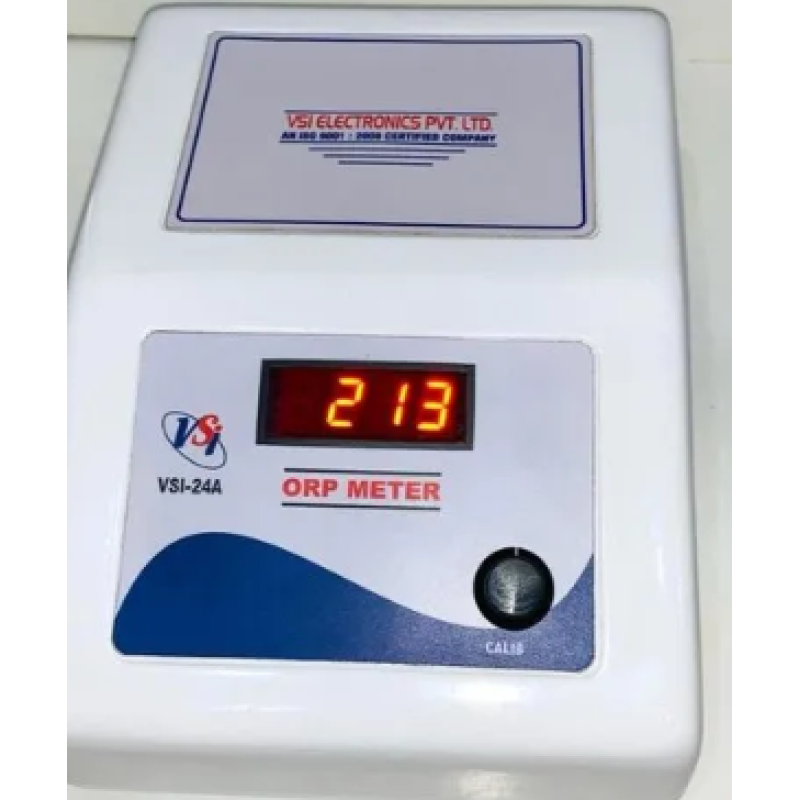 VSI ELECTRONICS PVT. LTD.
AN ISO 9001 : 2008 CERTIFIED COMPANY
213
VSi
VSI-24A
ORP METER
CALIB